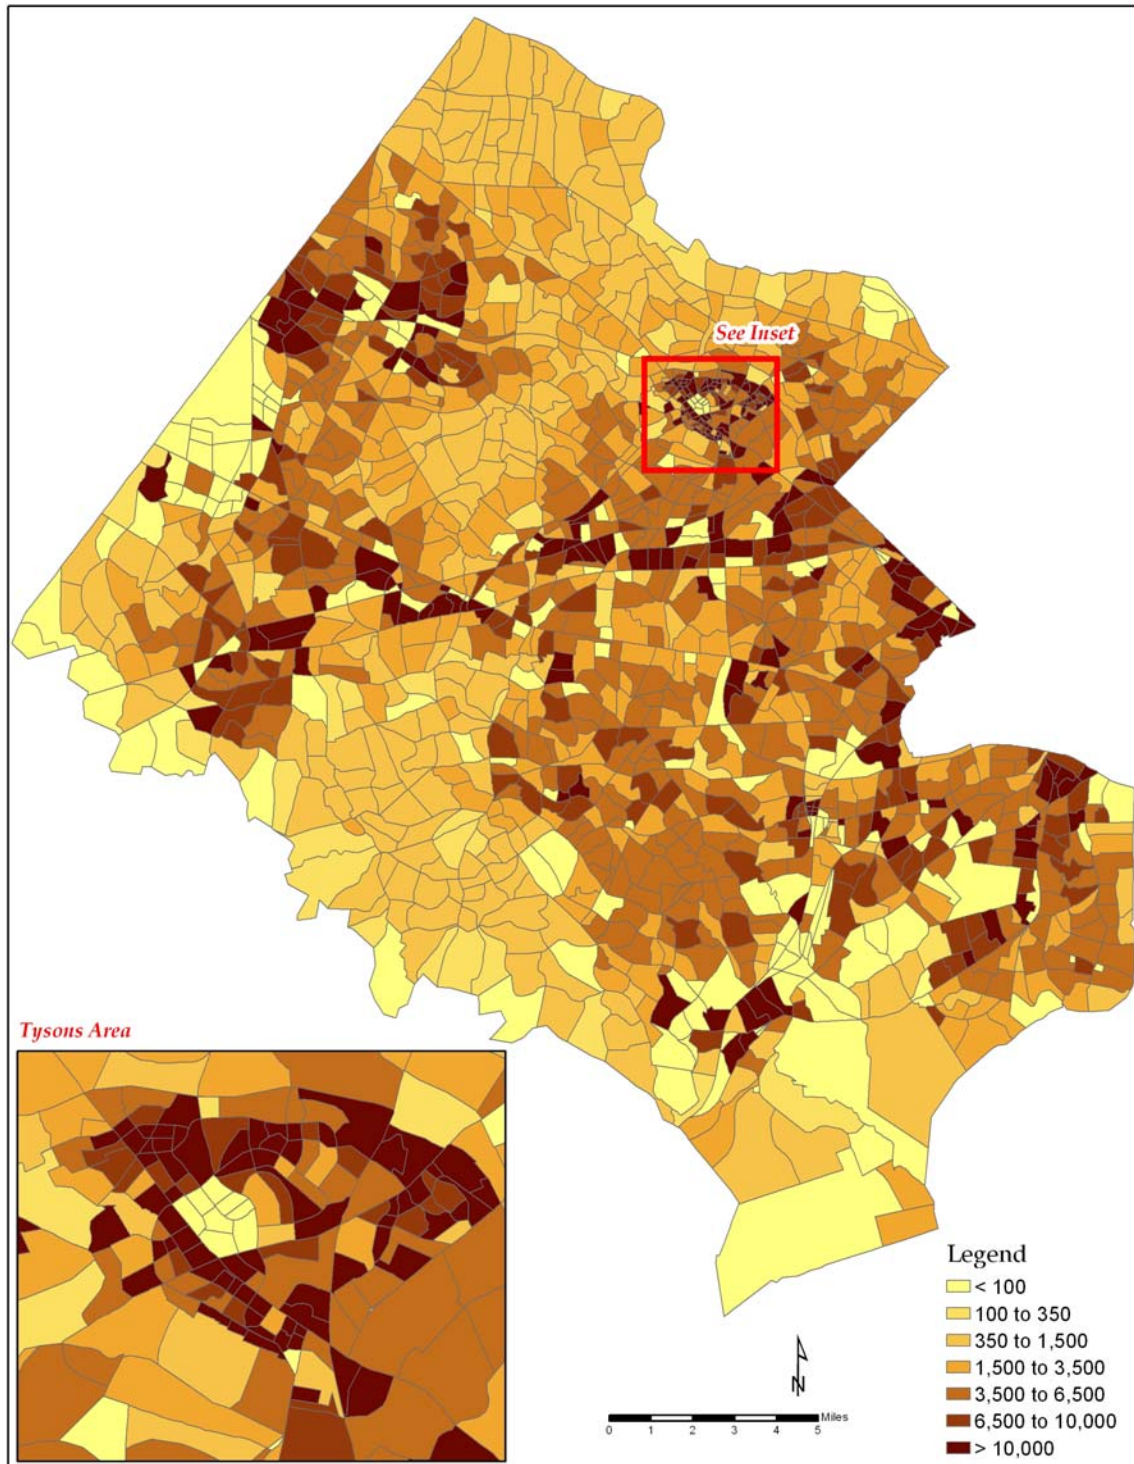 See Inset
Tysons Area
Legend
< 100
100 to 350
350 to 1,500
1,500 to 3,500
3,500 to 6,500
6,500 to 10,000
> 10,000
N
Miles
0 1 2 3 4 5